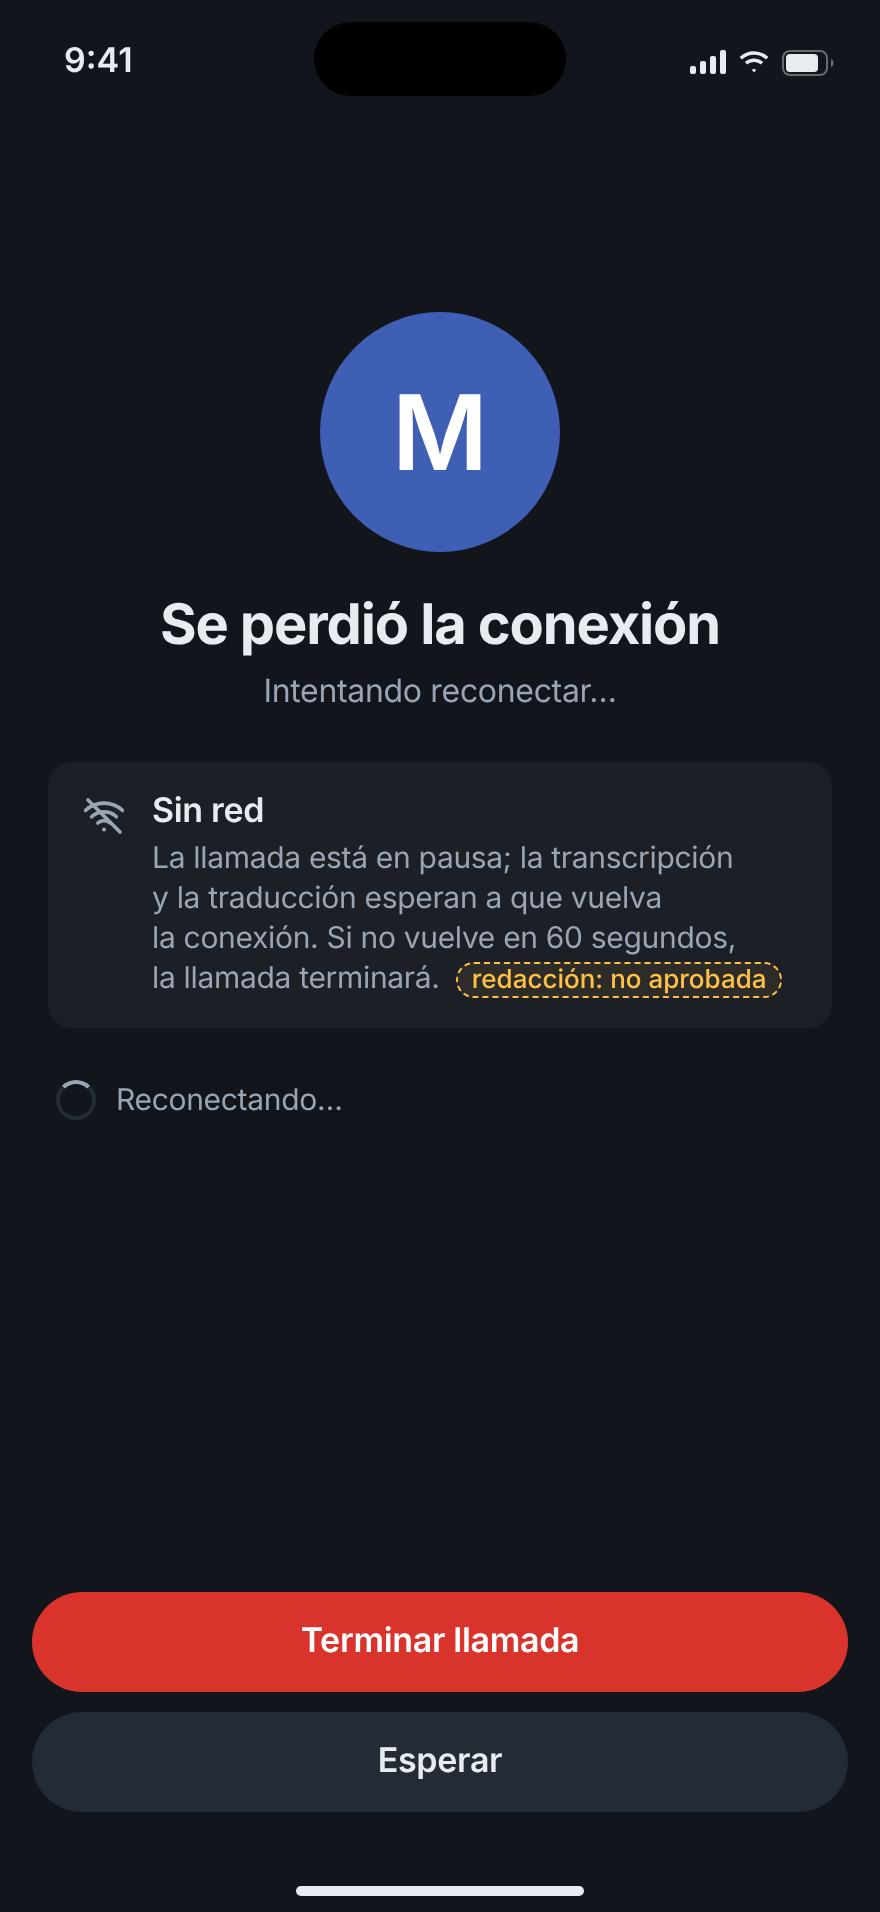 9:41
M
Se perdió la conexión
Intentando reconectar...
Sin red
La llamada está en pausa; la transcripción
y la traducción esperan a que vuelva
la conexión. Si no vuelve en 60 segundos,
la llamada terminará. redacción: no aprobada
Reconectando...
Terminar llamada
Esperar